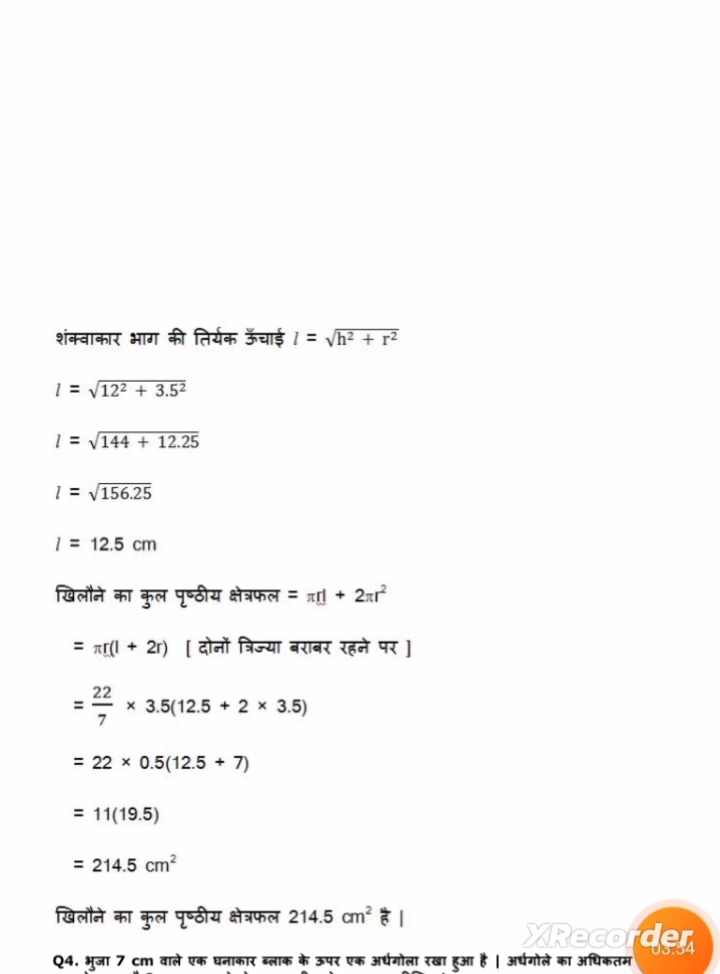 शंक्वाकार भाग की तिर्यक ऊँचाई l = √h² + r²
l = √12² + 3.5²
l = √144 + 12.25
l = √156.25
l = 12.5 cm
खिलौने का कुल पृष्ठीय क्षेत्रफल = πrl + 2πr²
= πr(l + 2r) [ दोनों त्रिज्या बराबर रहने पर ]
= 22/7 × 3.5(12.5 + 2 × 3.5)
= 22 × 0.5(12.5 + 7)
= 11(19.5)
= 214.5 cm²
खिलौने का कुल पृष्ठीय क्षेत्रफल 214.5 cm² है |
XRecorder
03:54
Q4. भुजा 7 cm वाले एक घनाकार ब्लाक के ऊपर एक अर्धगोला रखा हुआ है | अर्धगोले का अधिकतम